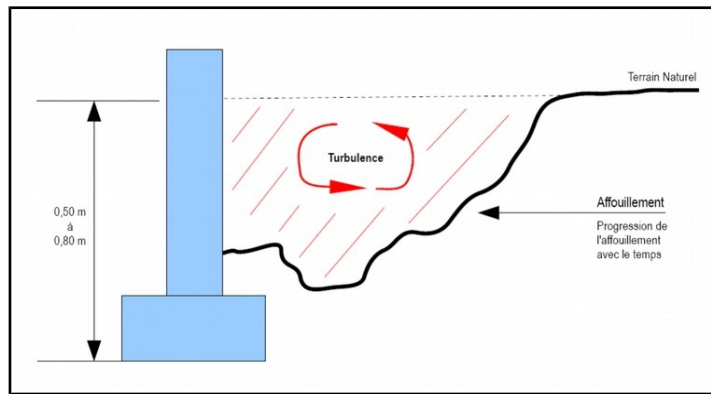 Terrain Naturel
Turbulence
0,50 m
à
0,80 m
Affouillement
Progression de
l'affouillement
avec le temps